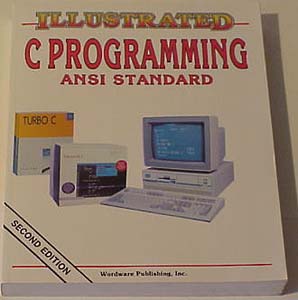 ILLUSTRATED
C PROGRAMMING
ANSI STANDARD
TURBO C
SECOND EDITION
Wordware Publishing, Inc.